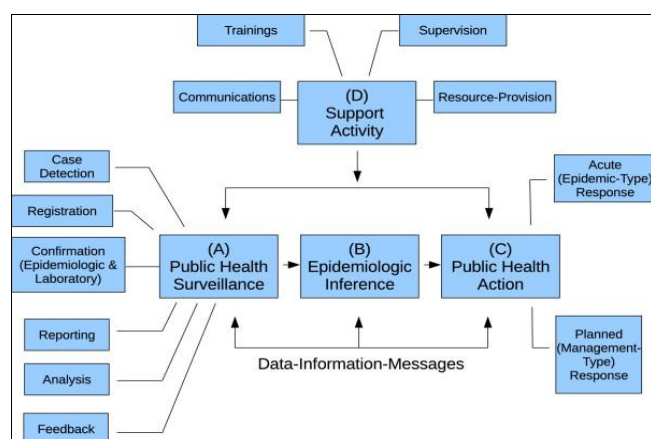 Trainings
Supervision
Communications
(D)
Support
Activity
Resource-Provision
Case
Detection
Acute
(Epidemic-Type)
Response
Registration
Confirmation
(Epidemiologic &
Laboratory)
(A)
Public Health
Surveillance
(B)
Epidemiologic
Inference
(C)
Public Health
Action
Reporting
Analysis
Feedback
Data-Information-Messages
Planned
(Management-
Type)
Response